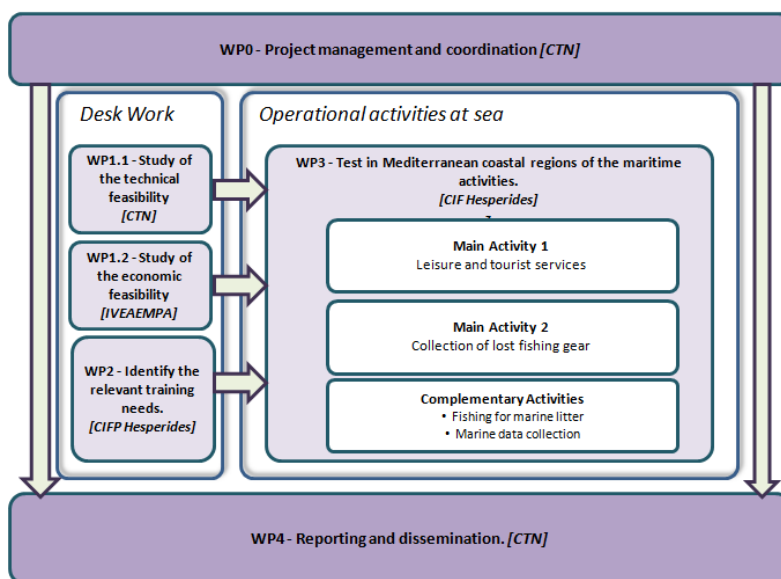 WP0 - Project management and coordination [CTN]
Desk Work
WP1.1 - Study of
the technical
feasibility
[CTN]
WP1.2 - Study of
the economic
feasibility
[IVEAEMPA]
WP2 - Identify the
relevant training
needs.
[CIFP Hesperides]
Operational activities at sea
WP3 - Test in Mediterranean coastal regions of the maritime
activities.
[CIF Hesperides]
Main Activity 1
Leisure and tourist services
Main Activity 2
Collection of lost fishing gear
Complementary Activities
• Fishing for marine litter
• Marine data collection
WP4 - Reporting and dissemination. [CTN]